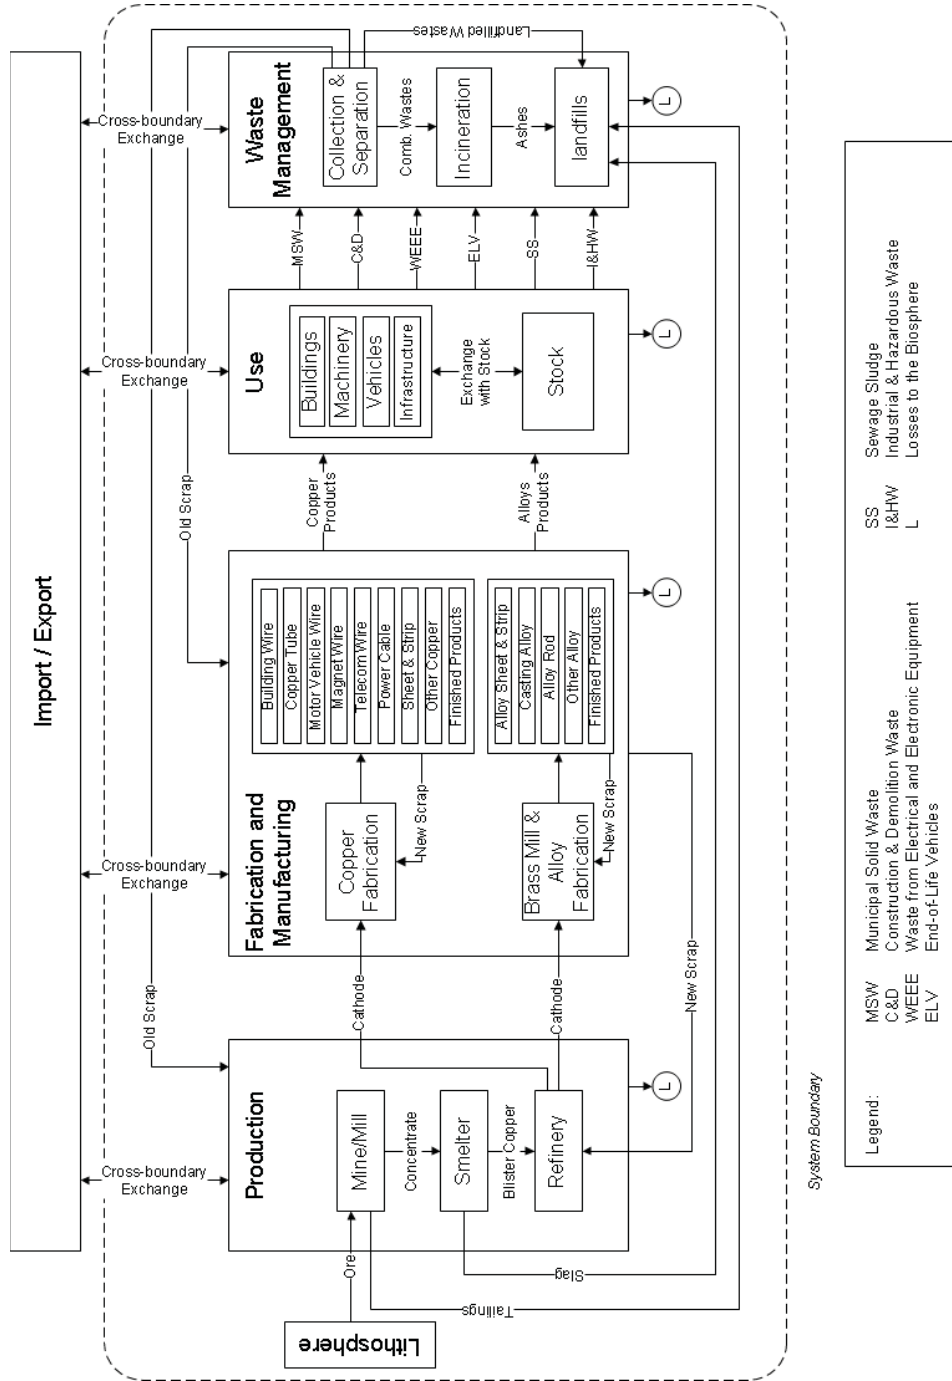 Import / Export
Cross-boundary
Exchange
Cross-boundary
Exchange
Cross-boundary
Exchange
Cross-boundary
Exchange
Old Scrap
Old Scrap
Lithosphere
Ore
Production
Mine/Mill
Concentrate
Smelter
Blister Copper
Refinery
L
Tailings
Slag
Cathode
Cathode
Fabrication and
Manufacturing
Copper
Fabrication
New Scrap
Building Wire
Copper Tube
Motor Vehicle Wire
Magnet Wire
Telecom Wire
Power Cable
Sheet & Strip
Other Copper
Finished Products
Brass Mill &
Alloy
Fabrication
New Scrap
Alloy Sheet & Strip
Casting Alloy
Alloy Rod
Other Alloy
Finished Products
L
New Scrap
Copper
Products
Alloys
Products
Use
Buildings
Machinery
Vehicles
Infrastructure
Exchange
with Stock
Stock
L
MSW
C&D
WEEE
ELV
SS
I&HW
Waste
Management
Collection &
Separation
Comb. Wastes
Incineration
Ashes
landfills
L
Landfilled Wastes
System Boundary
Legend:
MSW Municipal Solid Waste
C&D Construction & Demolition Waste
WEEE Waste from Electrical and Electronic Equipment
ELV End-of-Life Vehicles
SS Sewage Sludge
I&HW Industrial & Hazardous Waste
L Losses to the Biosphere